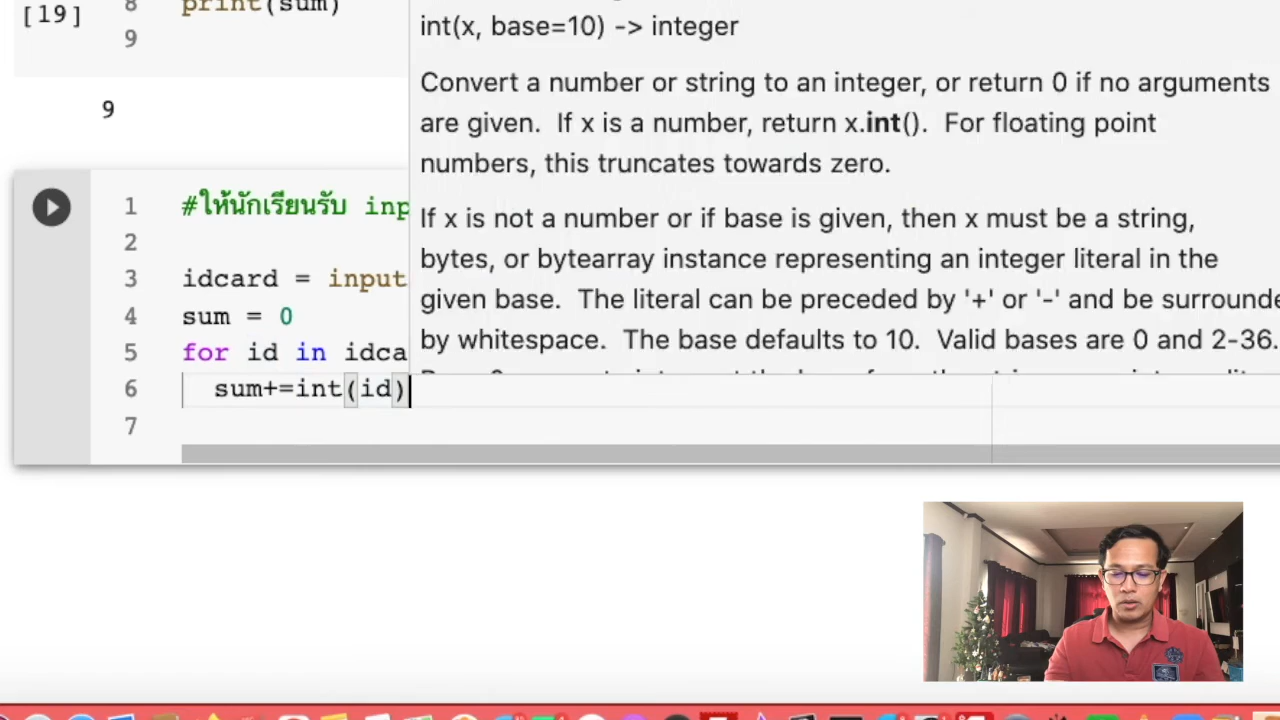 [19]
8 print(sum)
9
int(x, base=10) -> integer
Convert a number or string to an integer, or return 0 if no arguments
are given. If x is a number, return x.int(). For floating point
numbers, this truncates towards zero.
If x is not a number or if base is given, then x must be a string,
bytes, or bytearray instance representing an integer literal in the
given base. The literal can be preceded by '+' or '-' and be surrounde
by whitespace. The base defaults to 10. Valid bases are 0 and 2-36.
9
1 #ให้นักเรียนรับ inp
2
3 idcard = input
4 sum = 0
5 for id in idca
6 sum+=int(id)
7